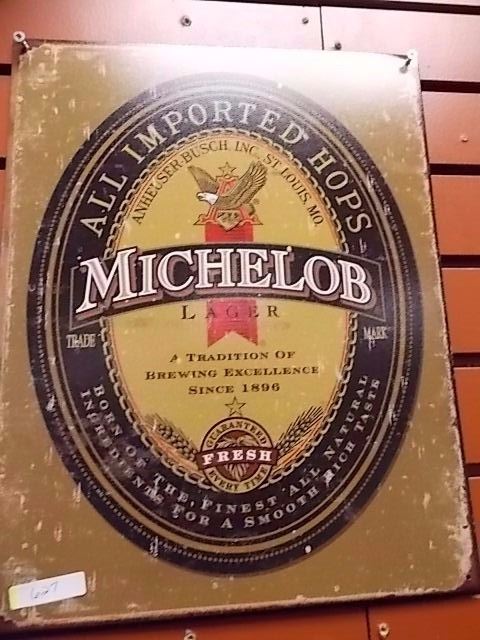 ALL IMPORTED HOPS
ANHEUSER-BUSCH, INC. ST. LOUIS, MO.
A
MICHELOB
LAGER
TRADE MARK
A TRADITION OF
BREWING EXCELLENCE
SINCE 1896
GUARANTEED
FRESH
EVERY TIME
BORN OF THE FINEST ALL NATURAL
INGREDIENTS FOR A SMOOTH RICH TASTE
627